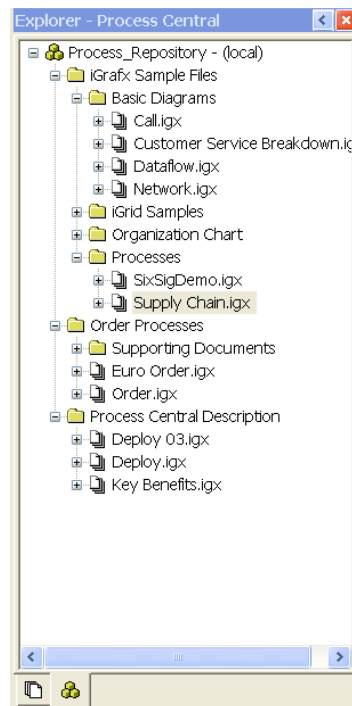 Explorer - Process Central
Process_Repository - (local)
iGrafx Sample Files
Basic Diagrams
Call.igx
Customer Service Breakdown.ig
Dataflow.igx
Network.igx
iGrid Samples
Organization Chart
Processes
SixSigDemo.igx
Supply Chain.igx
Order Processes
Supporting Documents
Euro Order.igx
Order.igx
Process Central Description
Deploy 03.igx
Deploy.igx
Key Benefits.igx